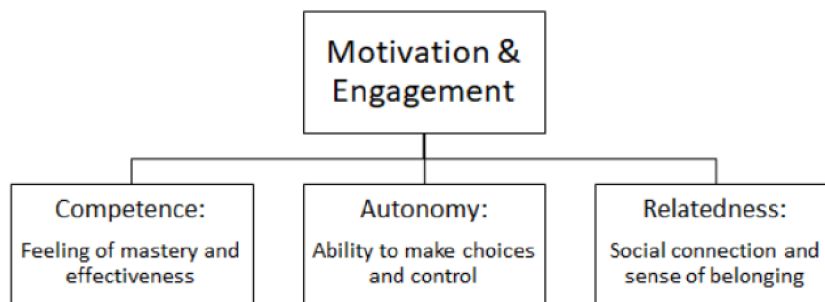 Motivation &
Engagement
Competence:
Feeling of mastery and
effectiveness
Autonomy:
Ability to make choices
and control
Relatedness:
Social connection and
sense of belonging